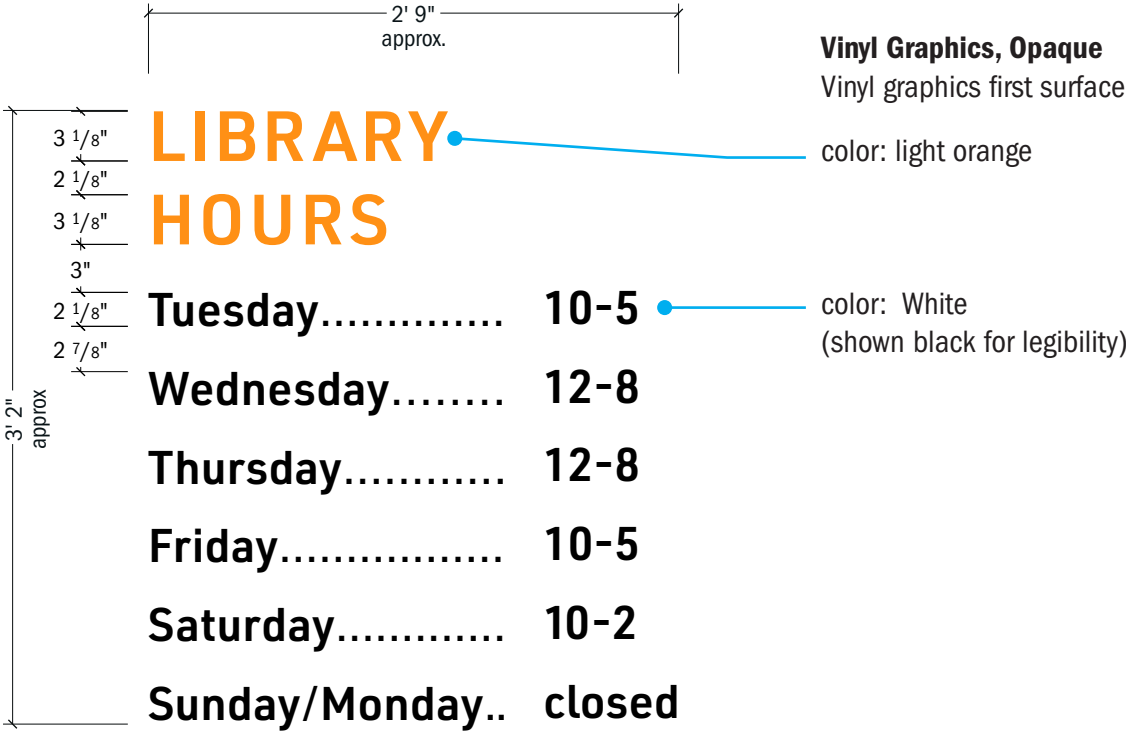 2' 9"
approx.
Vinyl Graphics, Opaque
Vinyl graphics first surface
3 1/8"
LIBRARY
color: light orange
2 1/8"
3 1/8"
HOURS
3"
2 1/8"
Tuesday.............. 10-5
color: White
(shown black for legibility)
2 7/8"
Wednesday........ 12-8
3' 2"
approx
Thursday............ 12-8
Friday................. 10-5
Saturday............. 10-2
Sunday/Monday.. closed